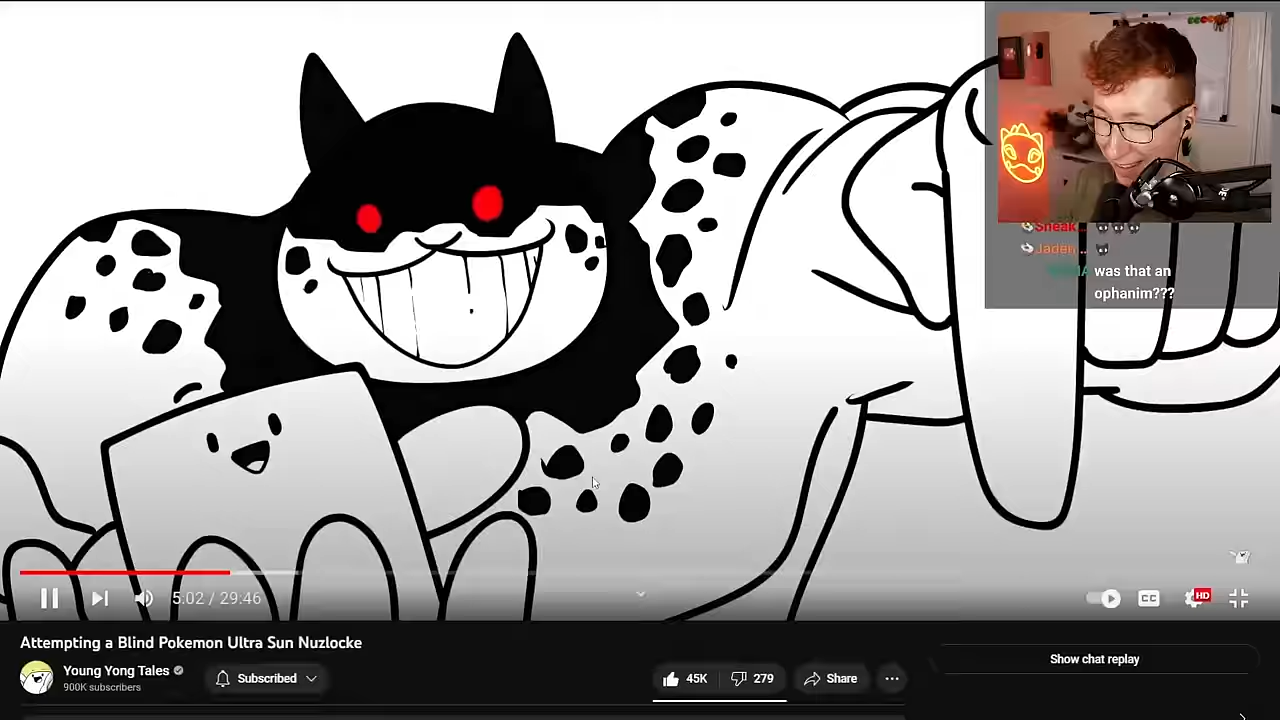 Sneak
Jaden ..
was that an
ophanim???
5:02 / 29:46
CC
HD
Attempting a Blind Pokemon Ultra Sun Nuzlocke
Young Yong Tales
900K subscribers
Subscribed
45K
279
Share
Show chat replay